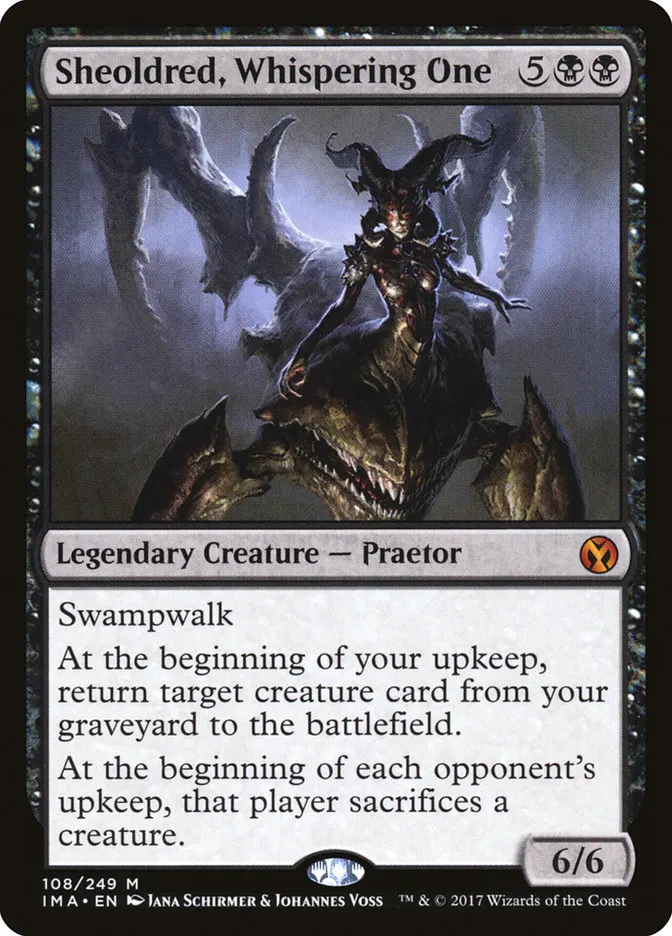 Sheoldred, Whispering One 5
Legendary Creature — Praetor
Swampwalk
At the beginning of your upkeep,
return target creature card from your
graveyard to the battlefield.
At the beginning of each opponent's
upkeep, that player sacrifices a
creature.
6/6
108/249 M
IMA • EN Jana Schirmer & Johannes Voss ™ & © 2017 Wizards of the Coast